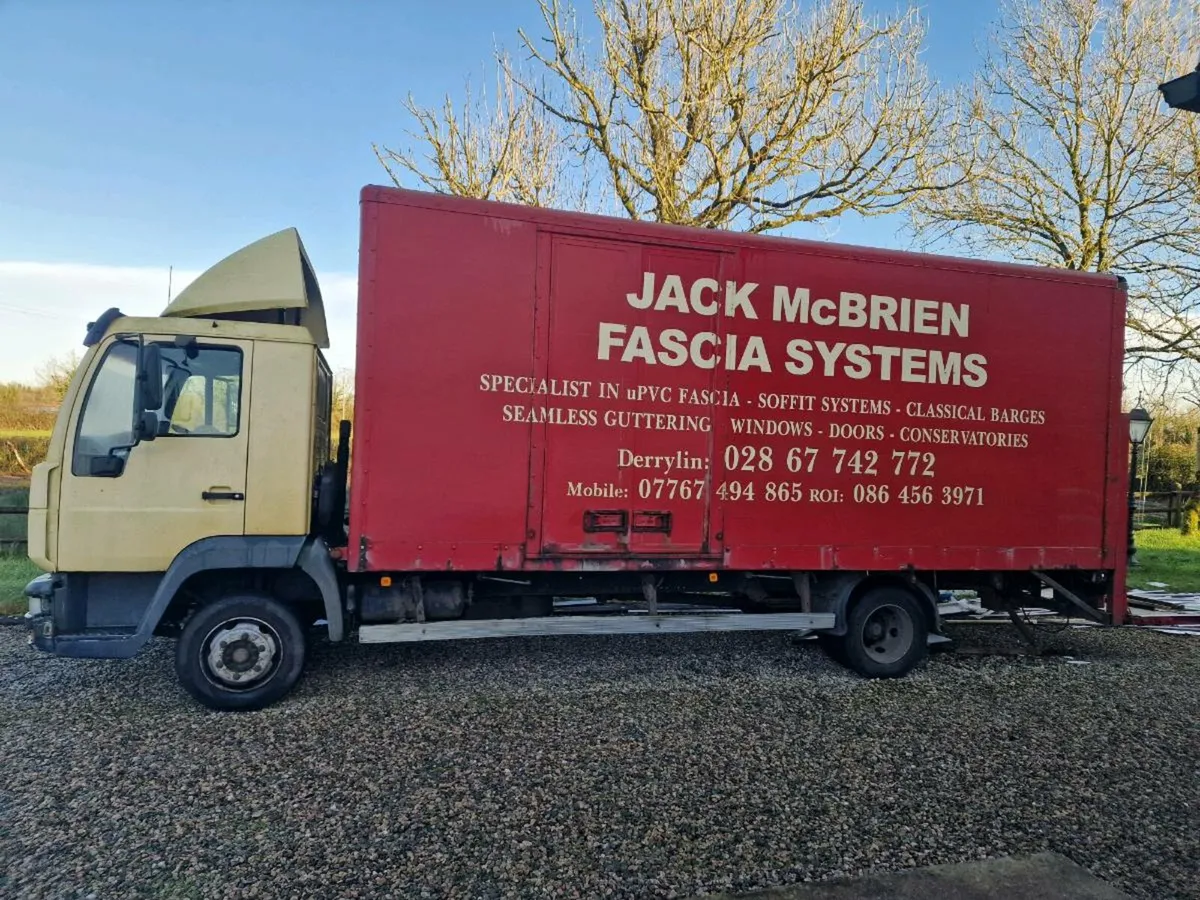 JACK McBRIEN
FASCIA SYSTEMS
SPECIALIST IN uPVC FASCIA - SOFFIT SYSTEMS - CLASSICAL BARGES
SEAMLESS GUTTERING WINDOWS - DOORS - CONSERVATORIES
Derrylin: 028 67 742 772
Mobile: 07767 494 865 ROI: 086 456 3971